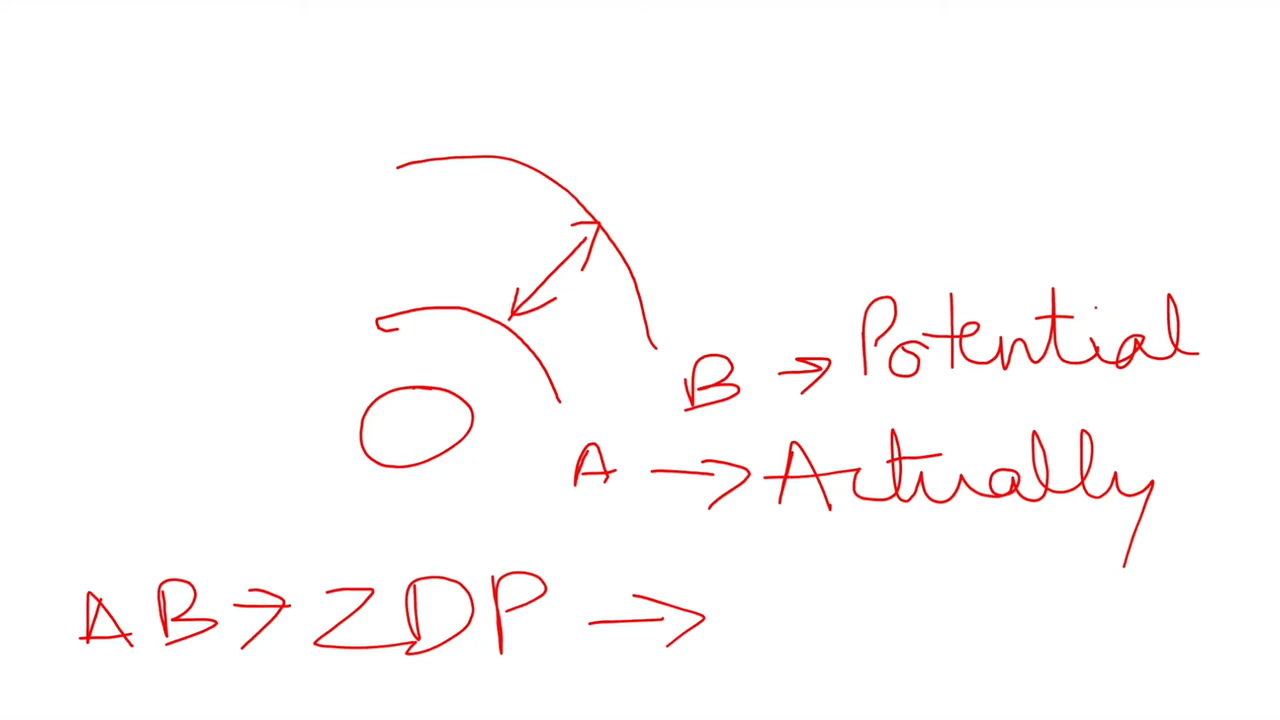 B → Potential
A → Actually
AB → ZDP →